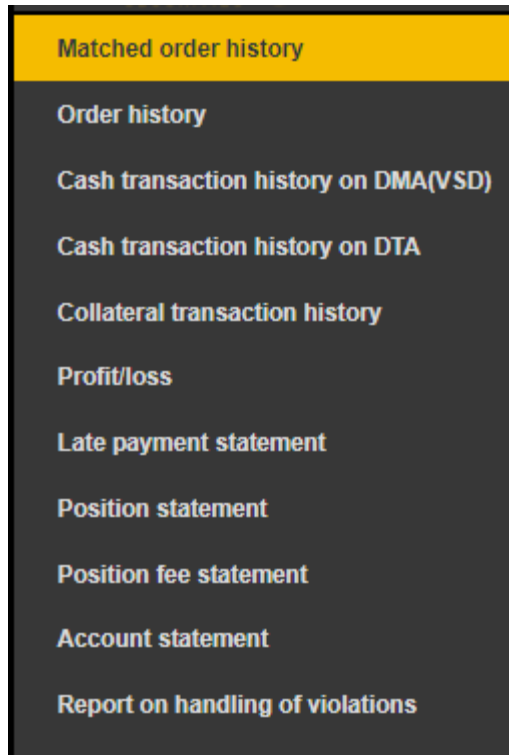 Matched order history
Order history
Cash transaction history on DMA(VSD)
Cash transaction history on DTA
Collateral transaction history
Profit/loss
Late payment statement
Position statement
Position fee statement
Account statement
Report on handling of violations